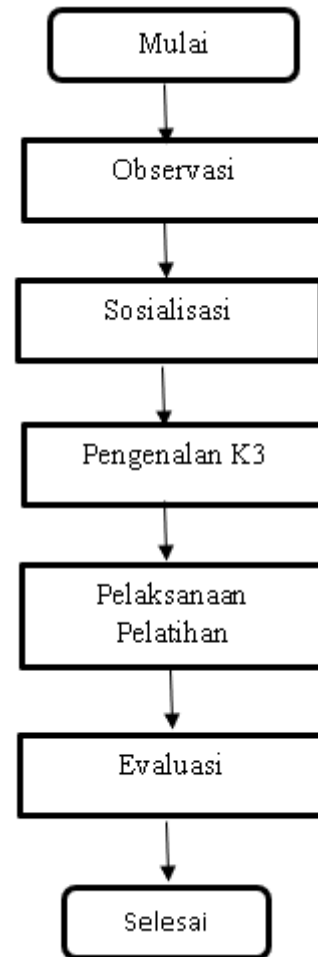 Mulai
Observasi
Sosialisasi
Pengenalan K3
Pelaksanaan
Pelatihan
Evaluasi
Selesai